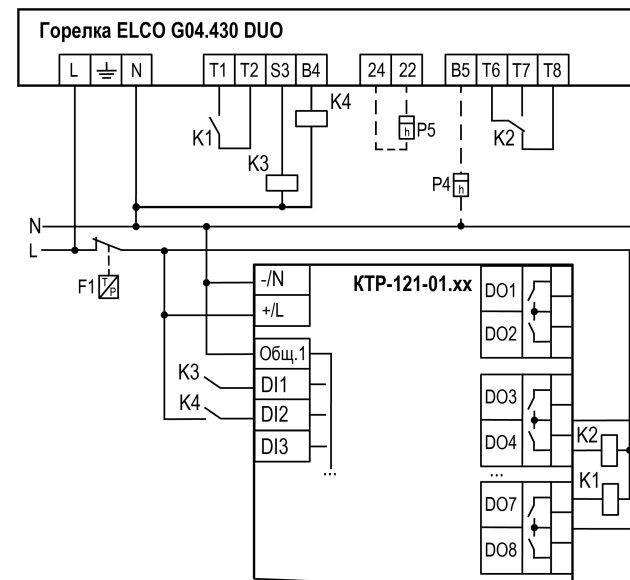 Горелка ELCO G04.430 DUO
L N T1 T2 S3 B4 24 22 B5 T6 T7 T8
K4
K1 h P5 K2
K3
P4 h
N
L
F1 T/P
-/N КТР-121-01.xx DO1
+/L
DO2
Общ.1
K3 DI1 DO3
K4 DI2
DO4 K2
DI3
... ... K1
DO7
DO8